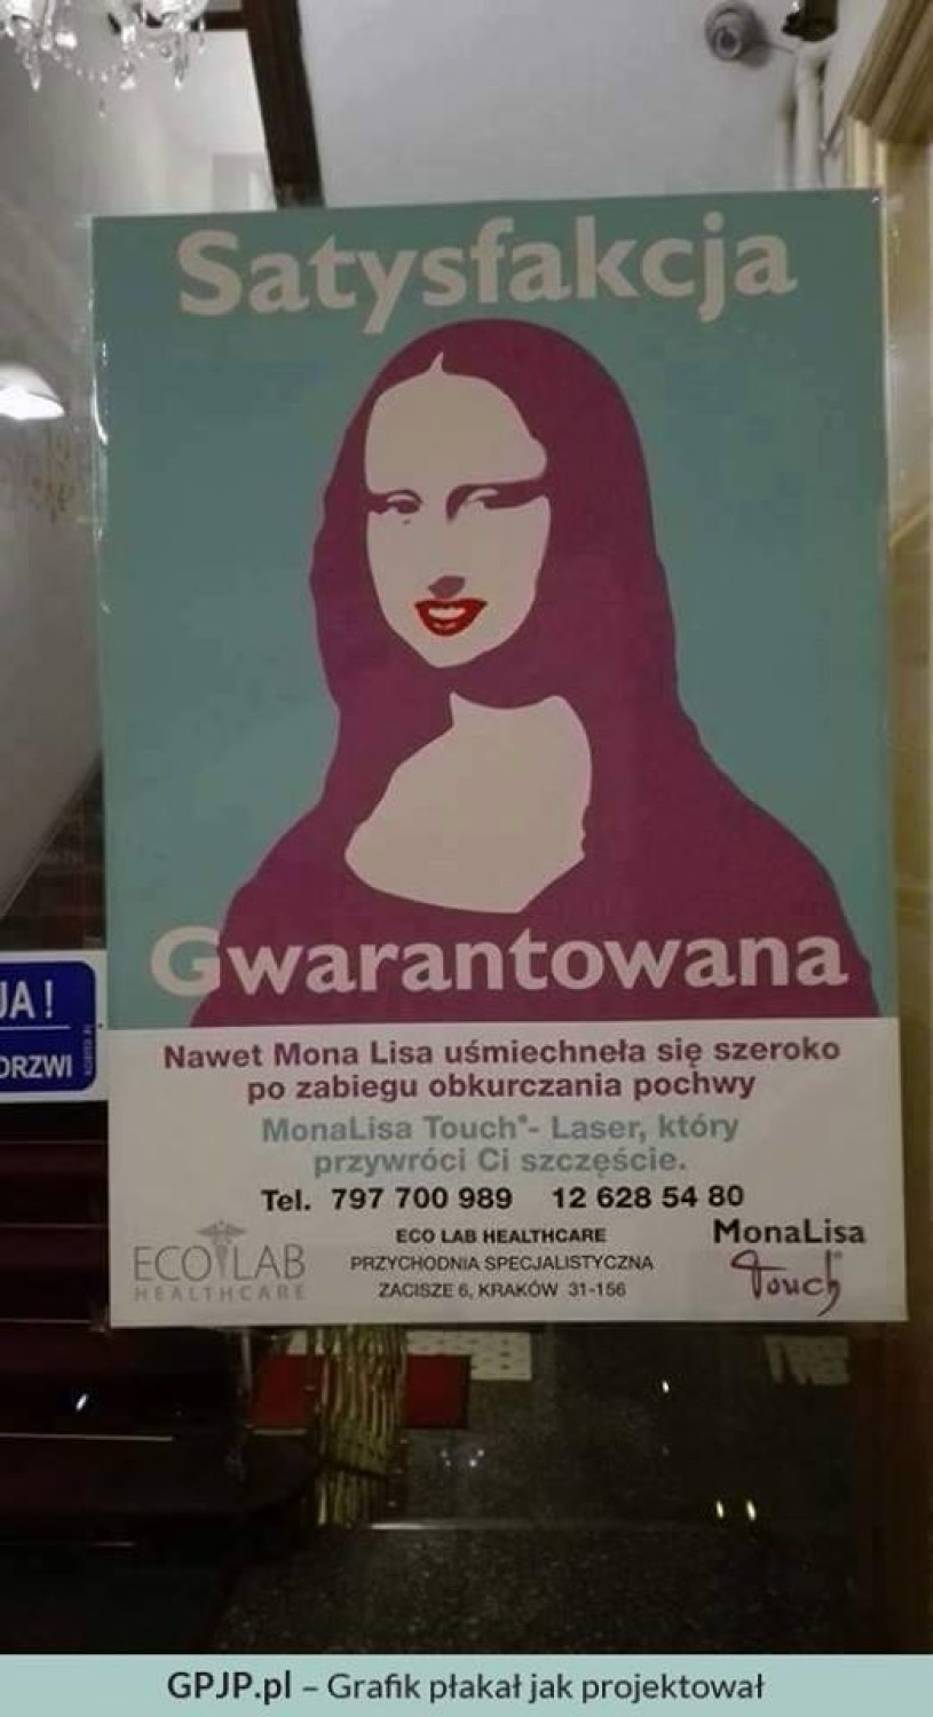 Satysfakcja
Gwarantowana
JA!
DRZWI
Nawet Mona Lisa uśmiechneła się szeroko
po zabiegu obkurczania pochwy
MonaLisa Touch®- Laser, który
przywróci Ci szczęście.
Tel. 797 700 989 12 628 54 80
ECO LAB
HEALTHCARE
ECO LAB HEALTHCARE
PRZYCHODNIA SPECJALISTYCZNA
ZACISZE 6, KRAKÓW 31-156
MonaLisa
Touch
GPJP.pl – Grafik płakał jak projektował